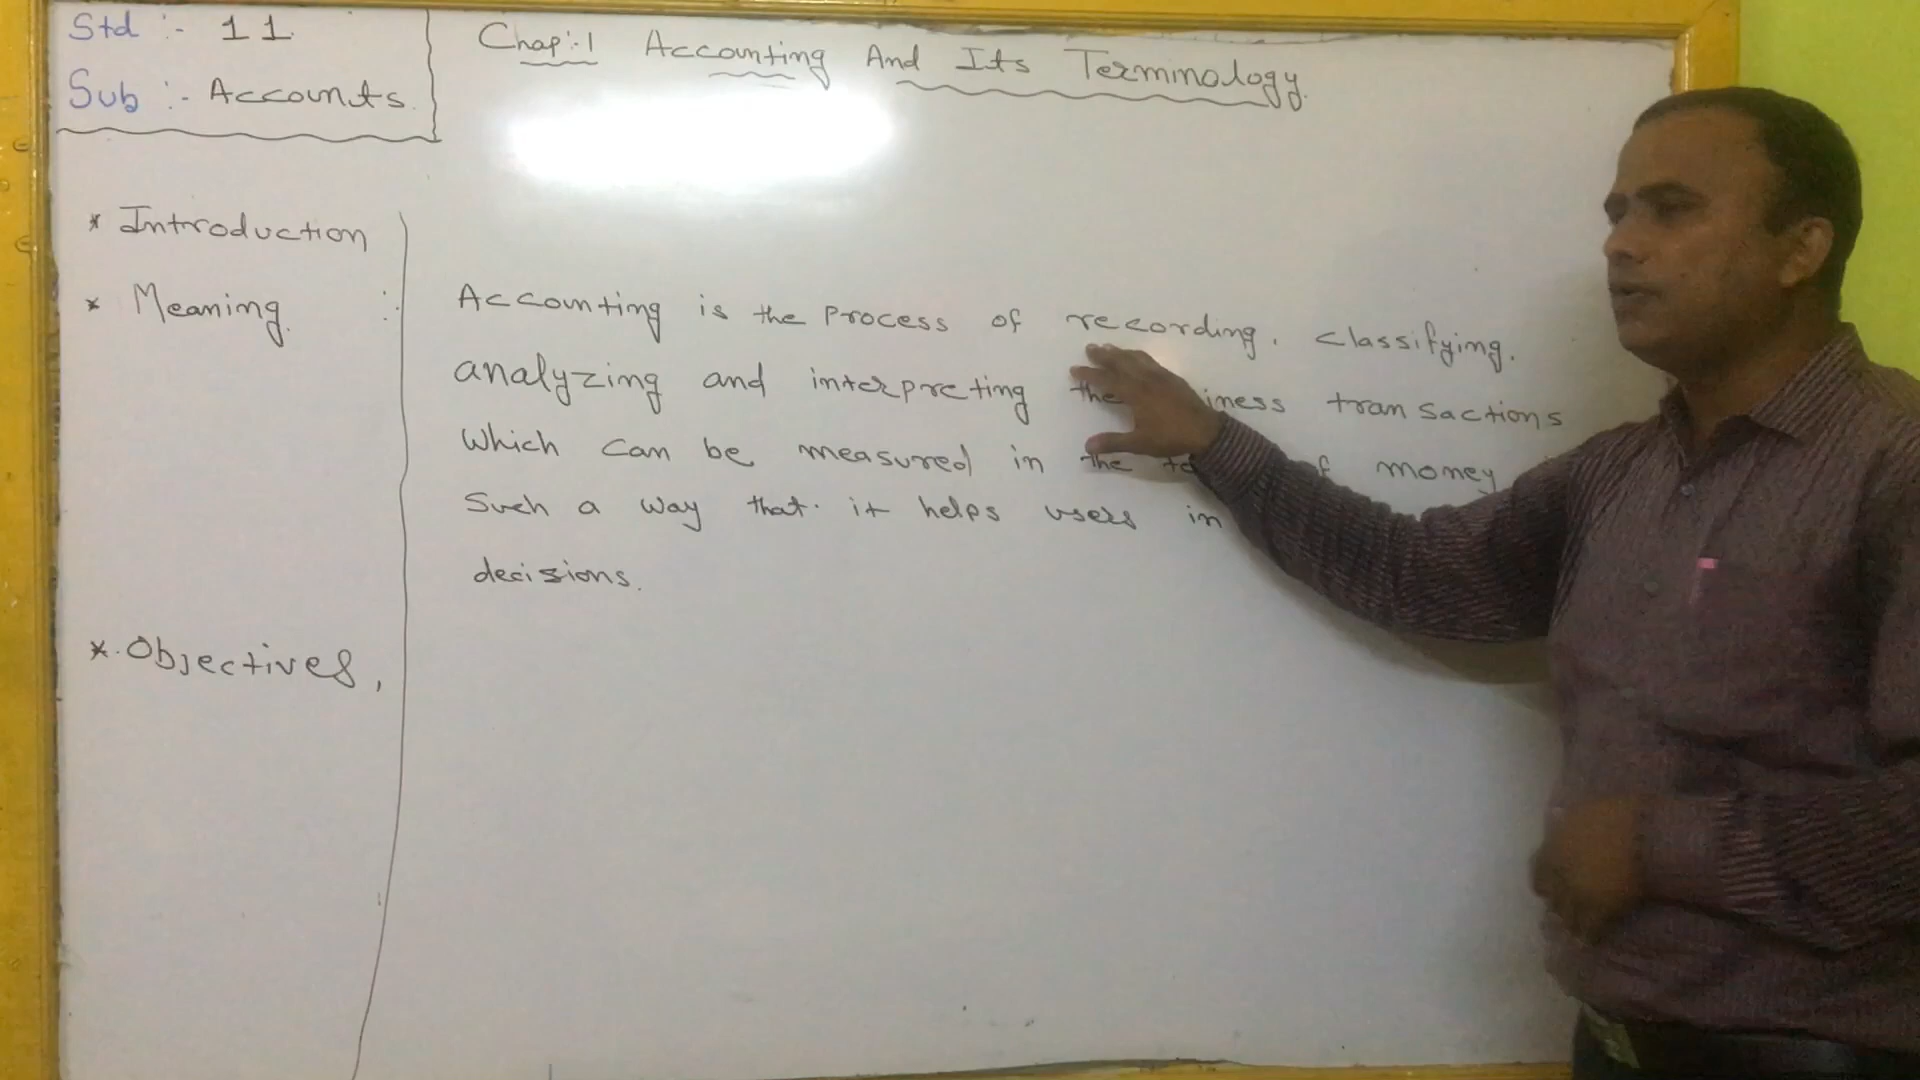 Std :- 11.
Sub :- Accounts.
Chap:-1 Accounting And Its Terminology.
* Introduction
* Meaning. :-
Accounting is the process of recording, classifying,
analyzing and interpreting the iness transactions
which can be measured in the of money
Such a way that it helps users in
decisions.
* Objectives,